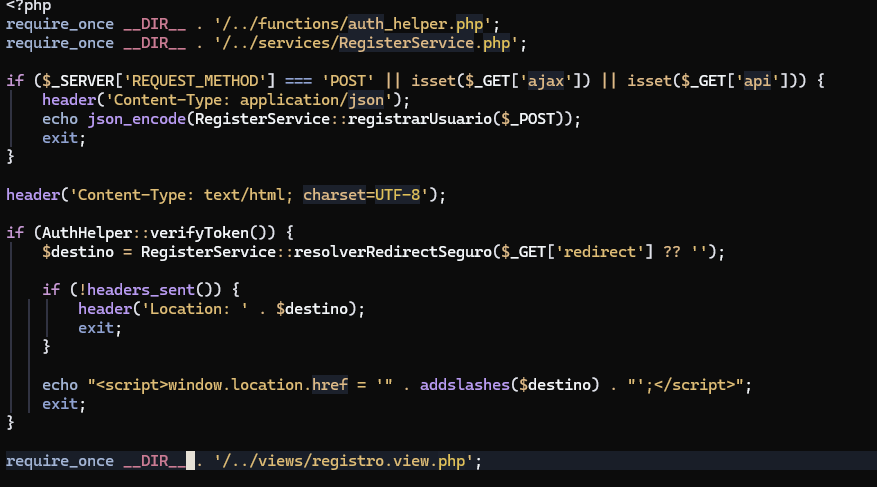 <?php
require_once __DIR__ . '/../functions/auth_helper.php';
require_once __DIR__ . '/../services/RegisterService.php';
if ($_SERVER['REQUEST_METHOD'] === 'POST' || isset($_GET['ajax']) || isset($_GET['api'])) {
header('Content-Type: application/json');
echo json_encode(RegisterService::registrarUsuario($_POST));
exit;
}
header('Content-Type: text/html; charset=UTF-8');
if (AuthHelper::verifyToken()) {
$destino = RegisterService::resolverRedirectSeguro($_GET['redirect'] ?? '');
if (!headers_sent()) {
header('Location: ' . $destino);
exit;
}
echo "<script>window.location.href = '" . addslashes($destino) . "';</script>";
exit;
}
require_once __DIR__ . '/../views/registro.view.php';